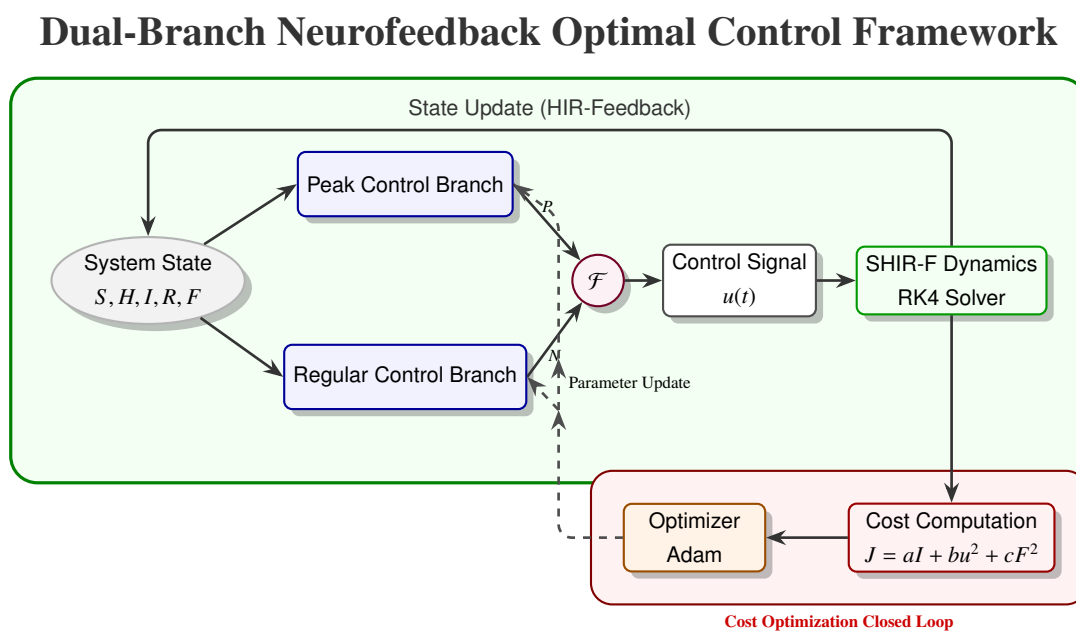 Dual-Branch Neurofeedback Optimal Control Framework
State Update (HIR-Feedback)
Peak Control Branch
P
System State
S, H, I, R, F
ℱ
Control Signal
u(t)
SHIR-F Dynamics
RK4 Solver
N
Regular Control Branch
Parameter Update
Optimizer
Adam
Cost Computation
J = aI + bu² + cF²
Cost Optimization Closed Loop